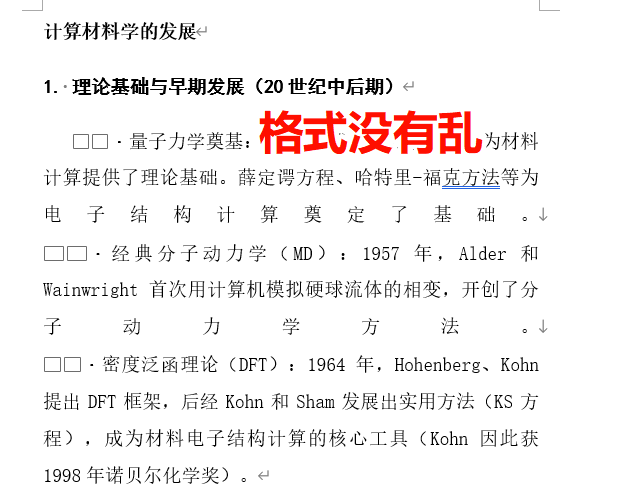 计算材料学的发展
1. 理论基础与早期发展（20世纪中后期）
□□·量子力学奠基：格式没有乱为材料
计算提供了理论基础。薛定谔方程、哈特里-福克方法等为
电子结构计算奠定了基础。↓
□□·经典分子动力学（MD）：1957 年，Alder 和
Wainwright 首次用计算机模拟硬球流体的相变，开创了分
子动力学方法。↓
□□·密度泛函理论（DFT）：1964 年，Hohenberg、Kohn
提出 DFT 框架，后经 Kohn 和 Sham 发展出实用方法（KS 方
程），成为材料电子结构计算的核心工具（Kohn 因此获
1998 年诺贝尔化学奖）。